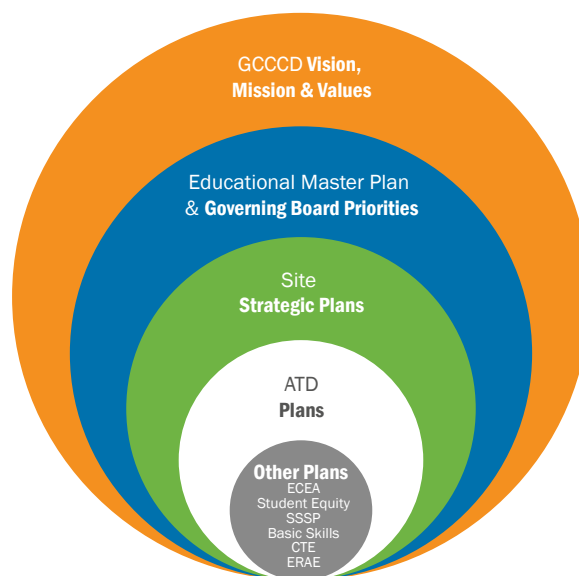 GCCCD Vision,
Mission & Values
Educational Master Plan
& Governing Board Priorities
Site
Strategic Plans
ATD
Plans
Other Plans
ECEA
Student Equity
SSSP
Basic Skills
CTE
ERAE